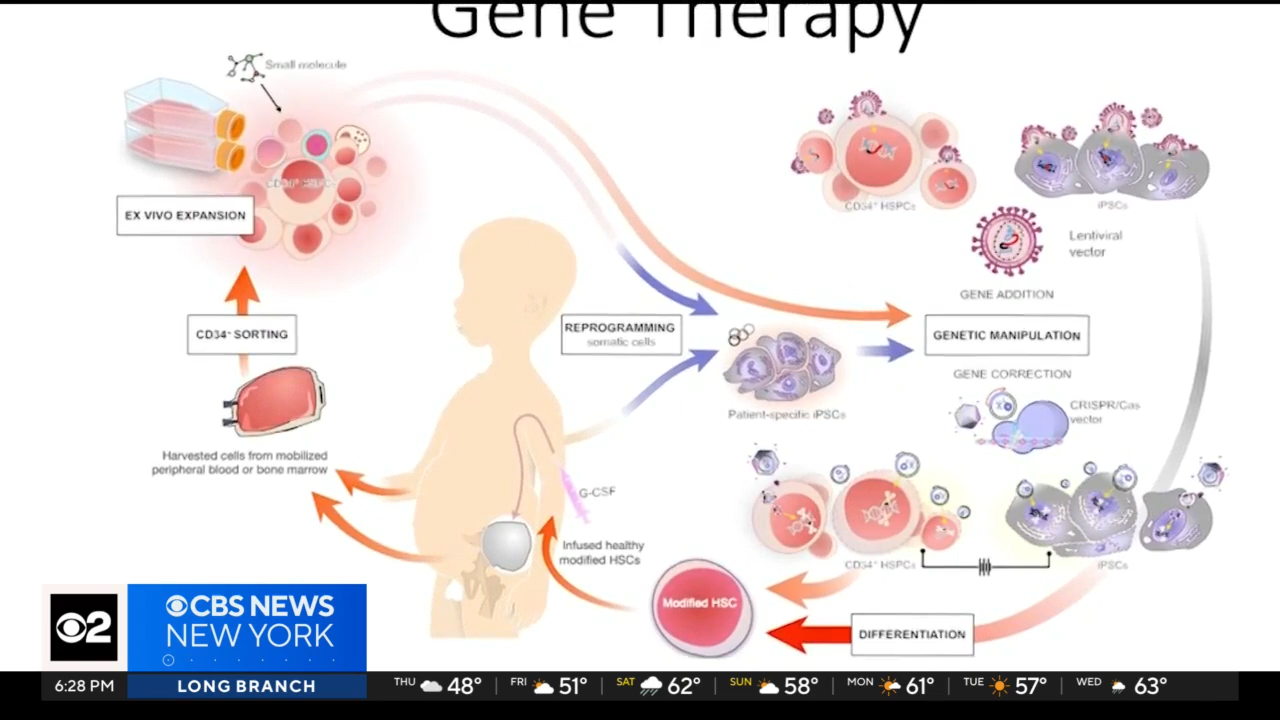 Gene Therapy
Small molecule
CD34+ HSPCs
EX VIVO EXPANSION
CD34+ SORTING
Harvested cells from mobilized
peripheral blood or bone marrow
REPROGRAMMING
somatic cells
Patient-specific iPSCs
G-CSF
Infused healthy
modified HSCs
Modified HSC
CD34+ HSPCs
iPSCs
Lentiviral
vector
GENE ADDITION
GENETIC MANIPULATION
GENE CORRECTION
CRISPR/Cas
vector
CD34+ HSPCs
iPSCs
DIFFERENTIATION
2
CBS NEWS
NEW YORK
6:28 PM
LONG BRANCH
THU 48° FRI 51° SAT 62° SUN 58° MON 61° TUE 57° WED 63°